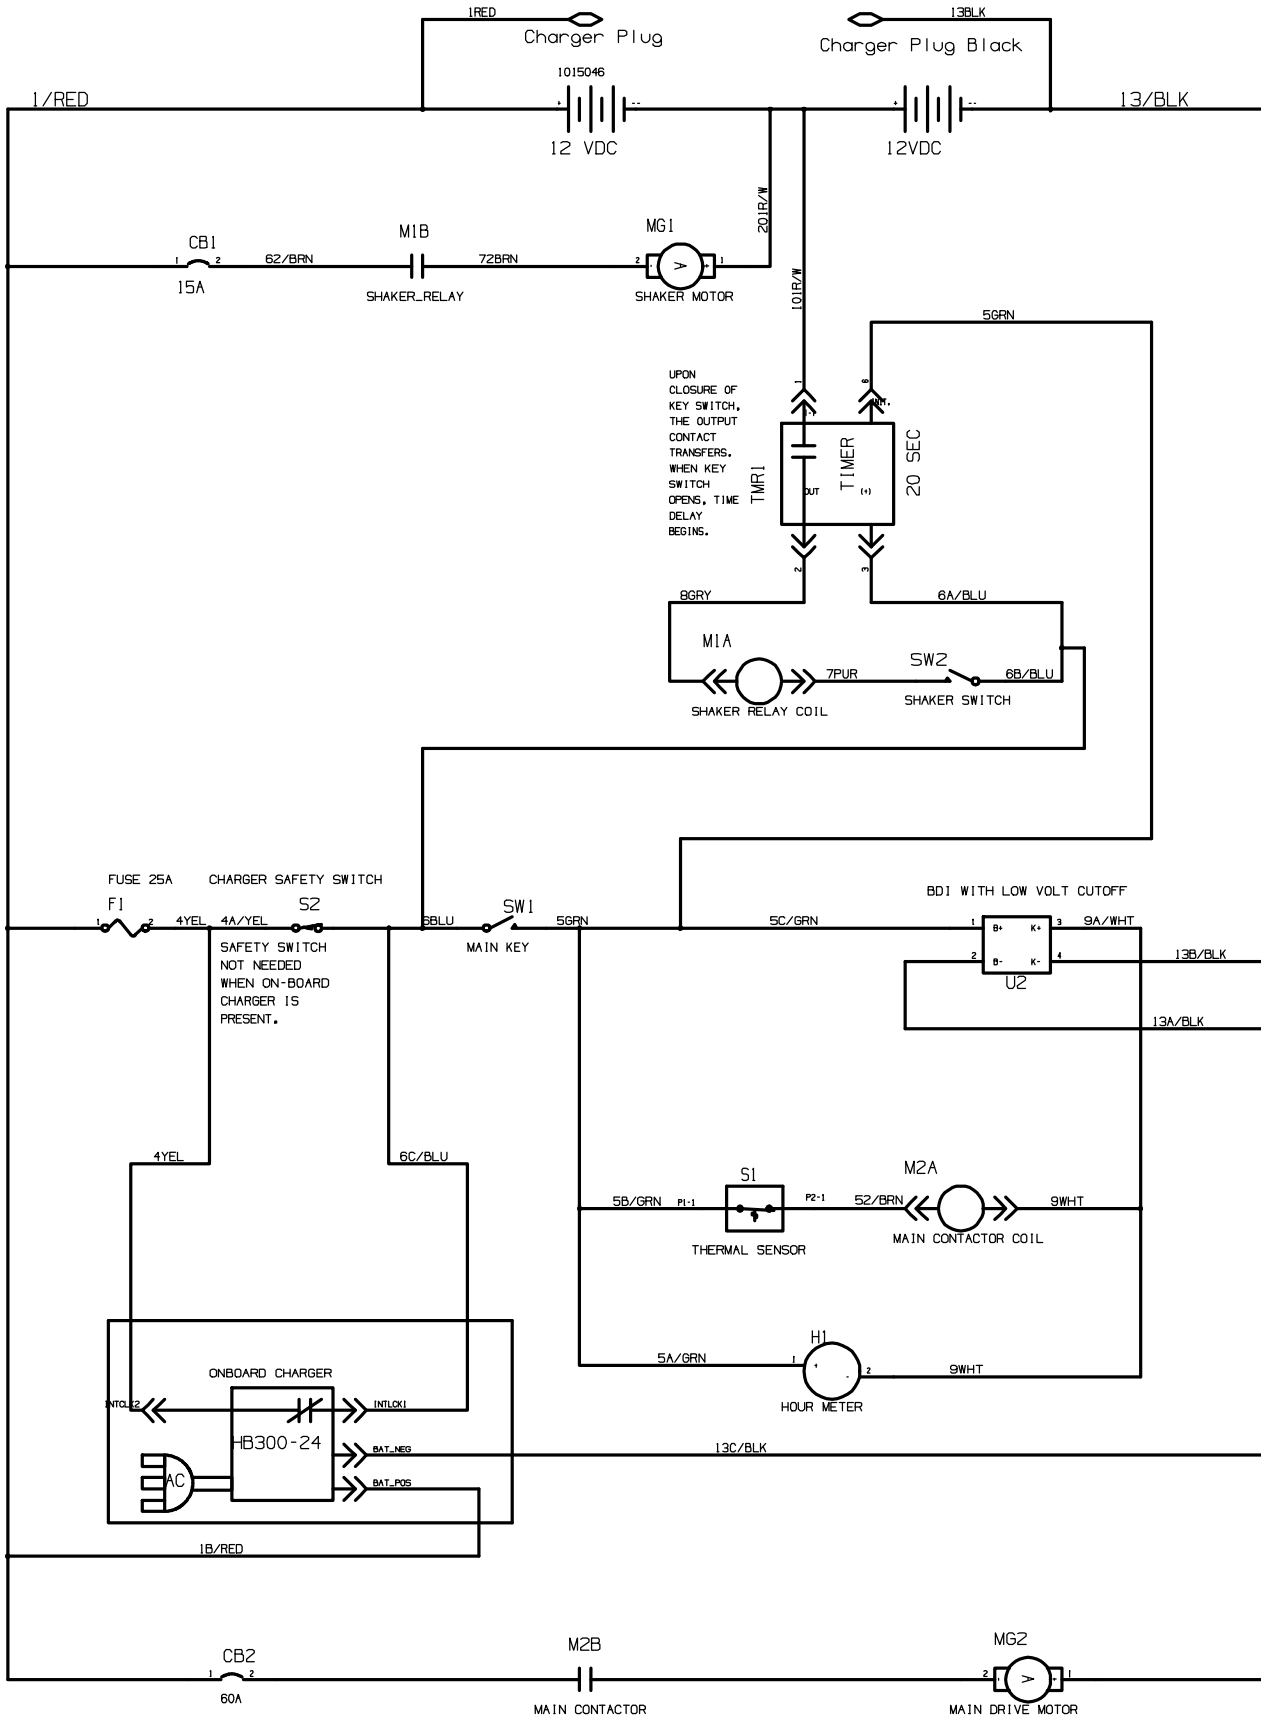 1RED
13BLK
Charger Plug
Charger Plug Black
1015046
1/RED
+
--
+
--
13/BLK
12 VDC
12VDC
201R/W
CB1
M1B
MG1
1
2
62/BRN
72BRN
2
-
A
+
1
15A
SHAKER_RELAY
SHAKER MOTOR
101R/W
5GRN
UPON
CLOSURE OF
KEY SWITCH,
THE OUTPUT
CONTACT
TRANSFERS.
WHEN KEY
SWITCH
OPENS, TIME
DELAY
BEGINS.
1
6
TMR1
TIMER
20 SEC
OUT
(+)
2
3
8GRY
6A/BLU
M1A
SW2
7PUR
6B/BLU
SHAKER RELAY COIL
SHAKER SWITCH
FUSE 25A
CHARGER SAFETY SWITCH
BDI WITH LOW VOLT CUTOFF
F1
S2
SW1
1
2
4YEL
4A/YEL
6BLU
5GRN
5C/GRN
1
B+
K+
3
9A/WHT
MAIN KEY
SAFETY SWITCH
NOT NEEDED
WHEN ON-BOARD
CHARGER IS
PRESENT.
2
B-
K-
4
13B/BLK
U2
13A/BLK
4YEL
6C/BLU
S1
M2A
5B/GRN
P1-1
P2-1
52/BRN
9WHT
THERMAL SENSOR
MAIN CONTACTOR COIL
H1
5A/GRN
1
+
-
2
9WHT
HOUR METER
ONBOARD CHARGER
INTCLK2
INTLCK1
HB300-24
BAT_NEG
13C/BLK
AC
BAT_POS
1B/RED
CB2
M2B
MG2
1
2
2
-
A
+
1
60A
MAIN CONTACTOR
MAIN DRIVE MOTOR